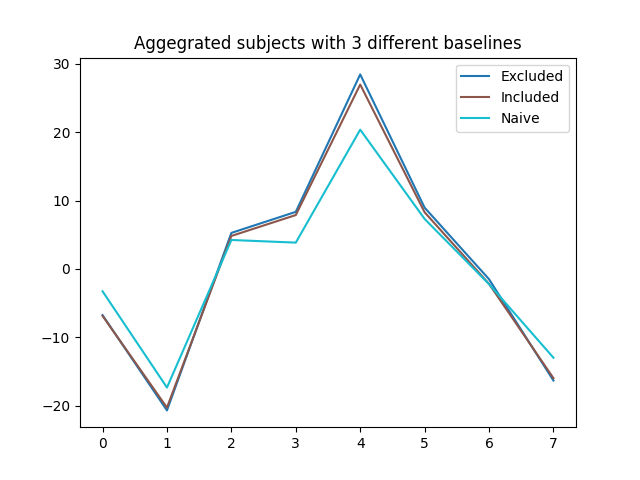 Aggegrated subjects with 3 different baselines
30
20
10
0
−10
−20
Excluded
Included
Naive
0 1 2 3 4 5 6 7